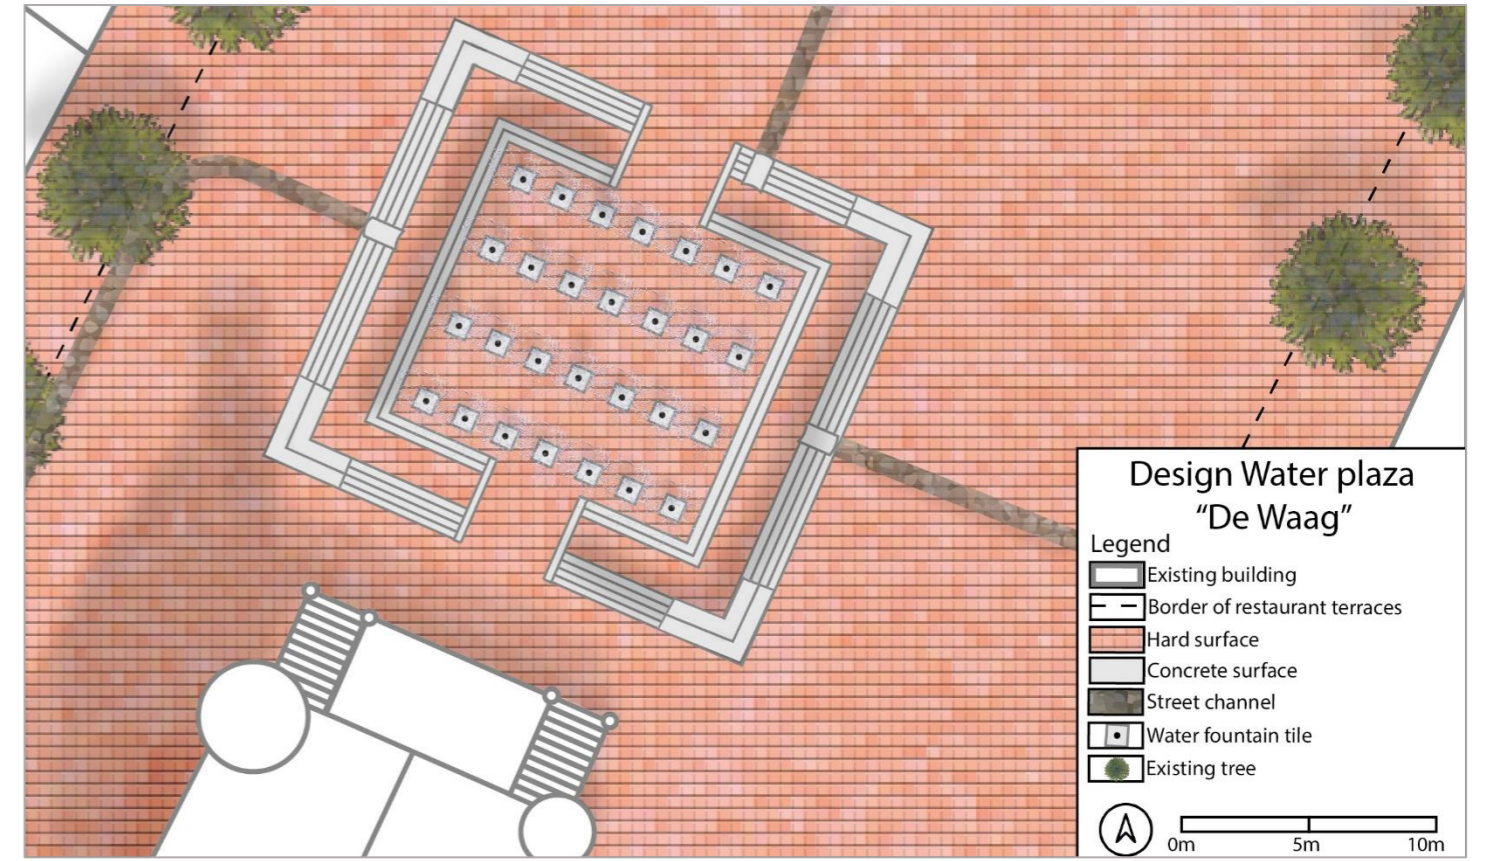 Design Water plaza
“De Waag”
Legend
Existing building
Border of restaurant terraces
Hard surface
Concrete surface
Street channel
Water fountain tile
Existing tree
0m 5m 10m